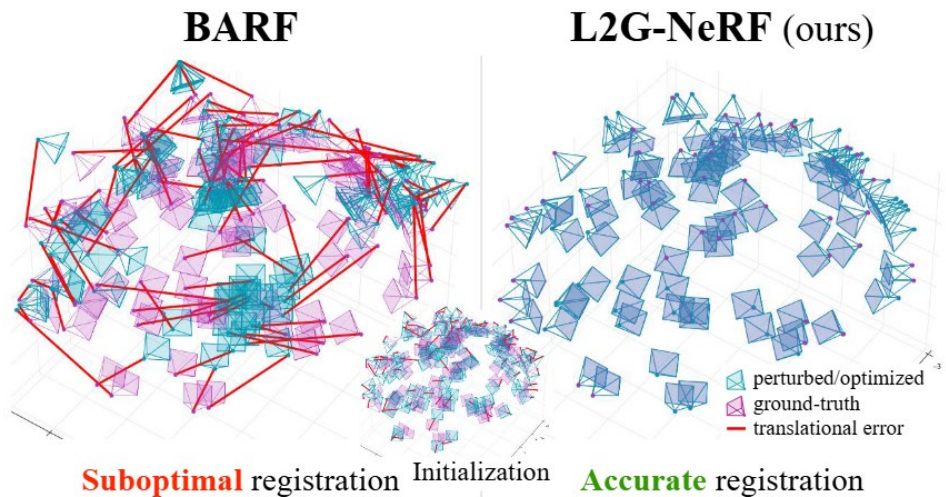 BARF
L2G-NeRF (ours)
perturbed/optimized
ground-truth
translational error
Initialization
Suboptimal registration
Accurate registration